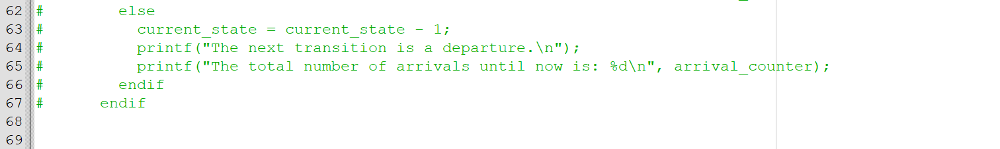 62 #        else
63 #          current_state = current_state - 1;
64 #          printf("The next transition is a departure.\n");
65 #          printf("The total number of arrivals until now is: %d\n", arrival_counter);
66 #        endif
67 #      endif
68
69